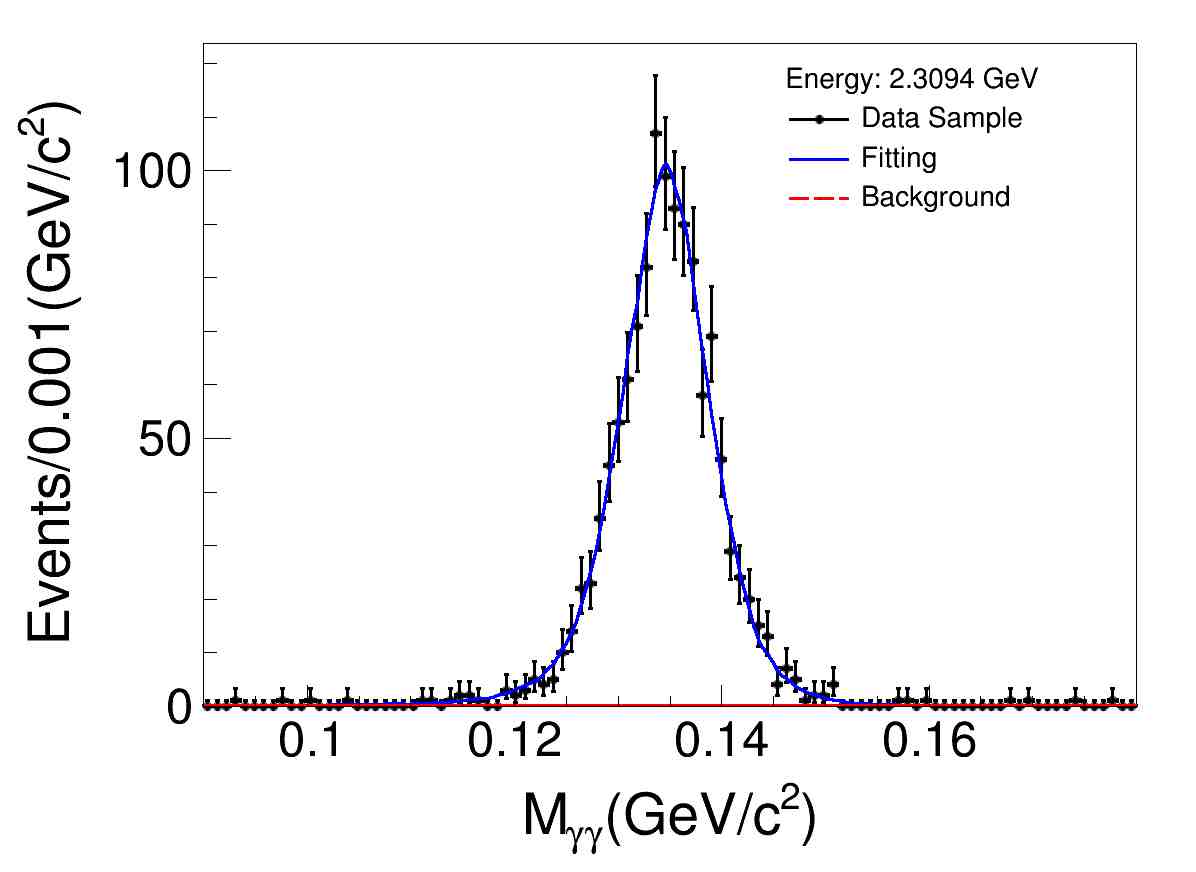 Energy: 2.3094 GeV
Data Sample
Fitting
Background
Events/0.001(GeV/c²)
100
50
0
0.1 0.12 0.14 0.16
Mγγ(GeV/c²)